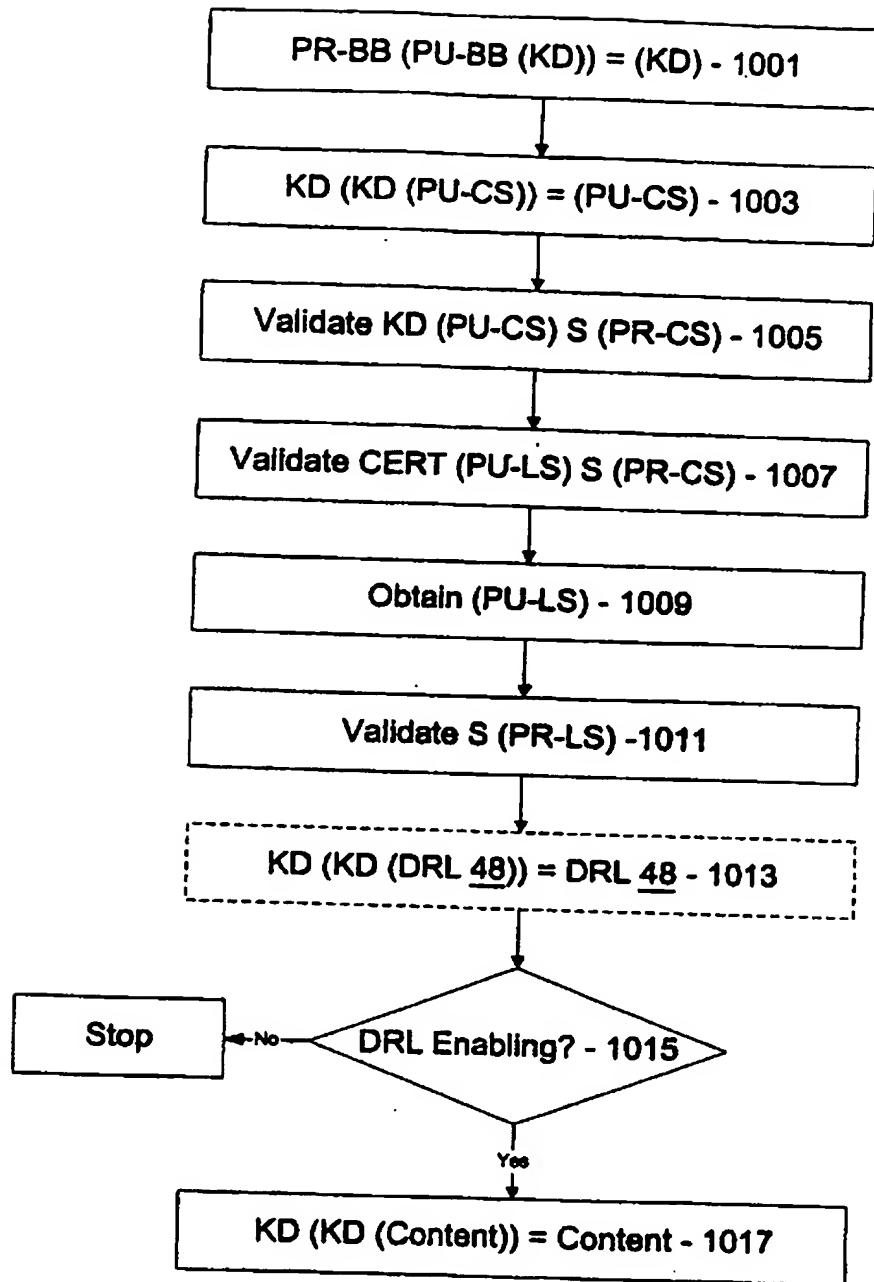 PR-BB (PU-BB (KD)) = (KD) - 1001
KD (KD (PU-CS)) = (PU-CS) - 1003
Validate KD (PU-CS) S (PR-CS) - 1005
Validate CERT (PU-LS) S (PR-CS) - 1007
Obtain (PU-LS) - 1009
Validate S (PR-LS) -1011
KD (KD (DRL 48)) = DRL 48 - 1013
DRL Enabling? - 1015
No
Stop
Yes
KD (KD (Content)) = Content - 1017